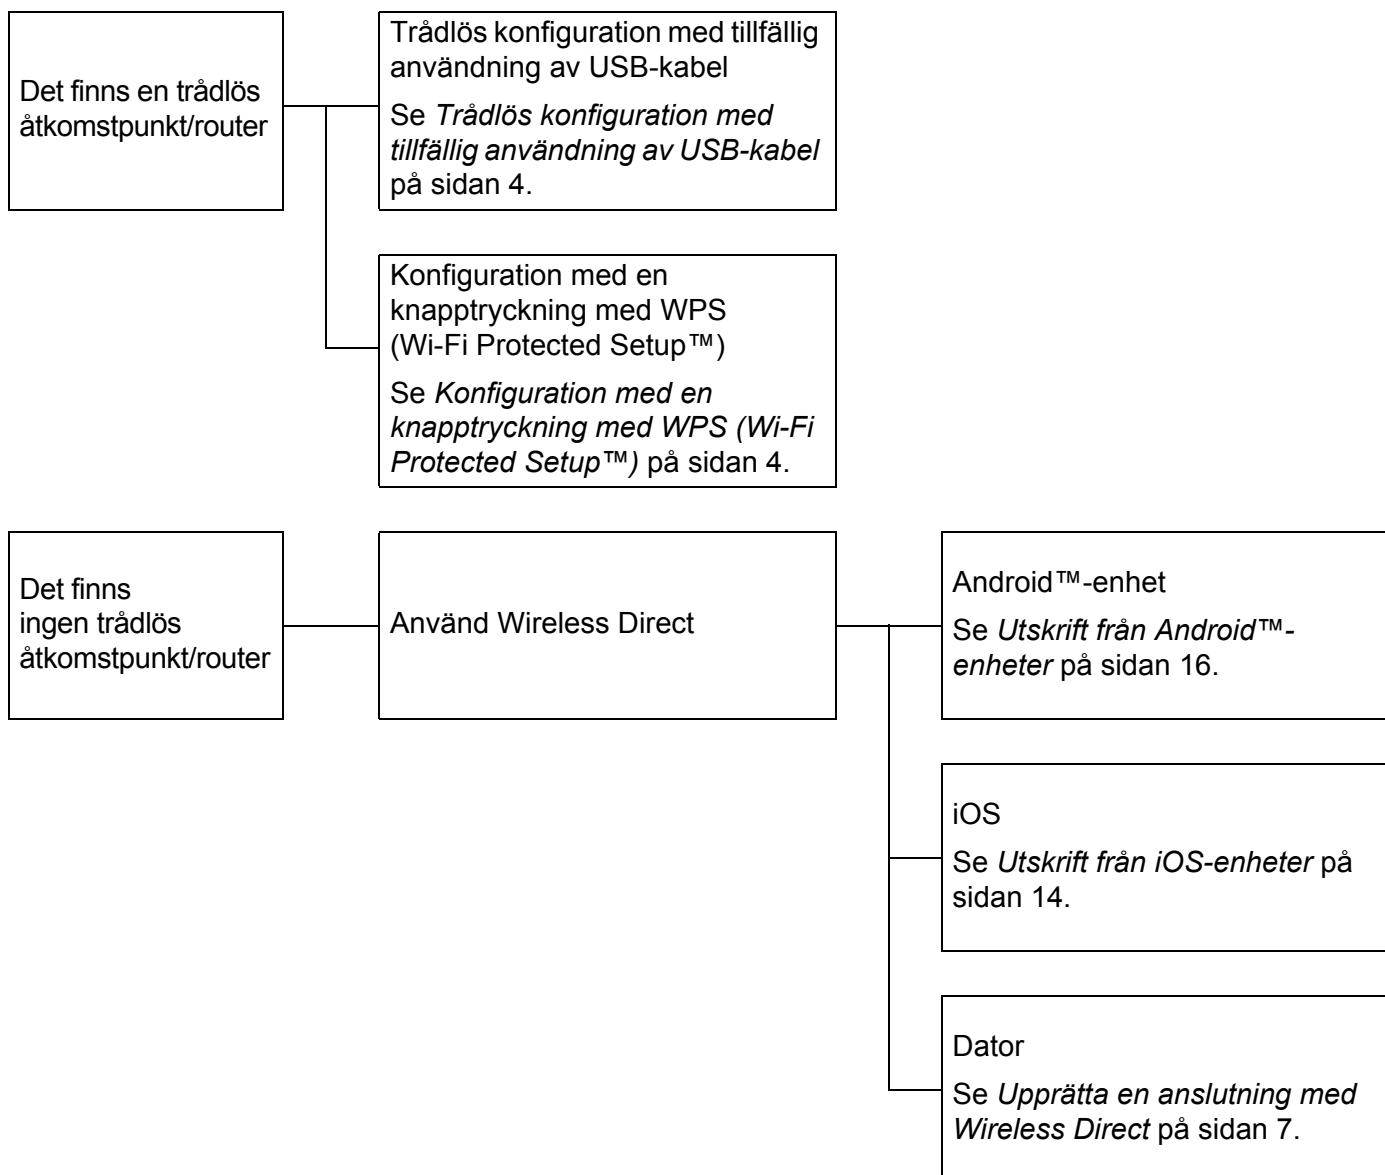 Det finns en trådlös
åtkomstpunkt/router
Trådlös konfiguration med tillfällig
användning av USB-kabel
Se Trådlös konfiguration med
tillfällig användning av USB-kabel
på sidan 4.
Konfiguration med en
knapptryckning med WPS
(Wi-Fi Protected Setup™)
Se Konfiguration med en
knapptryckning med WPS (Wi-Fi
Protected Setup™) på sidan 4.
Det finns
ingen trådlös
åtkomstpunkt/router
Använd Wireless Direct
Android™-enhet
Se Utskrift från Android™-
enheter på sidan 16.
iOS
Se Utskrift från iOS-enheter på
sidan 14.
Dator
Se Upprätta en anslutning med
Wireless Direct på sidan 7.